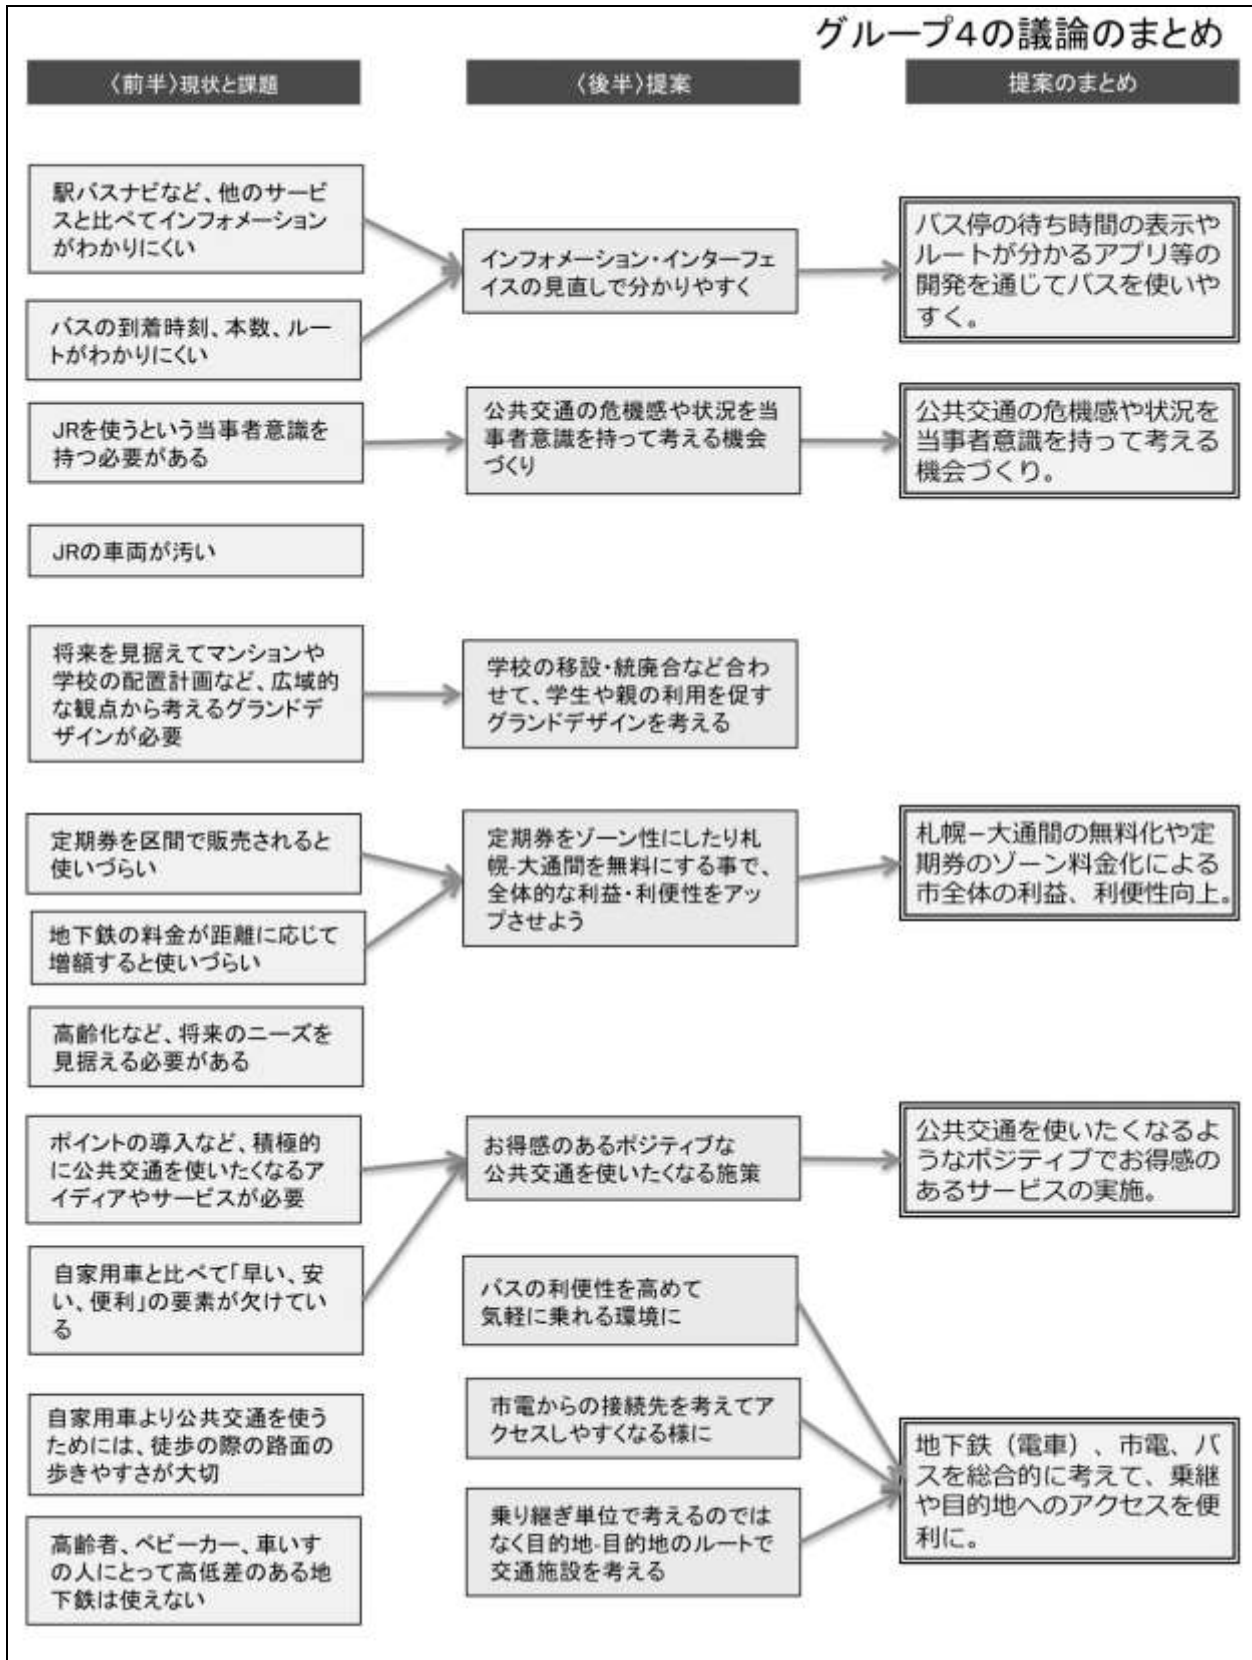 グループ4の議論のまとめ
〈前半〉現状と課題
〈後半〉提案
提案のまとめ
駅バスナビなど、他のサービ
スと比べてインフォメーション
がわかりにくい
バスの到着時刻、本数、ルー
トがわかりにくい
インフォメーション・インターフェ
イスの見直しで分かりやすく
バス停の待ち時間の表示や
ルートが分かるアプリ等の
開発を通じてバスを使いや
すく。
JRを使うという当事者意識を
持つ必要がある
公共交通の危機感や状況を当
事者意識を持って考える機会
づくり
公共交通の危機感や状況を
当事者意識を持って考える
機会づくり。
JRの車両が汚い
将来を見据えてマンションや
学校の配置計画など、広域的
な観点から考えるグランドデ
ザインが必要
学校の移設・統廃合など合わ
せて、学生や親の利用を促す
グランドデザインを考える
定期券を区間で販売されると
使いづらい
地下鉄の料金が距離に応じて
増額すると使いづらい
定期券をゾーン性にしたり札
幌-大通間を無料にする事で、
全体的な利益・利便性をアッ
プさせよう
札幌−大通間の無料化や定
期券のゾーン料金化による
市全体の利益、利便性向上。
高齢化など、将来のニーズを
見据える必要がある
ポイントの導入など、積極的
に公共交通を使いたくなるア
イディアやサービスが必要
自家用車と比べて「早い、安
い、便利」の要素が欠けてい
る
お得感のあるポジティブな
公共交通を使いたくなる施策
公共交通を使いたくなるよ
うなポジティブでお得感の
あるサービスの実施。
自家用車より公共交通を使う
ためには、徒歩の際の路面の
歩きやすさが大切
高齢者、ベビーカー、車いす
の人にとって高低差のある地
下鉄は使えない
バスの利便性を高めて
気軽に乗れる環境に
市電からの接続先を考えてア
クセスしやすくなる様に
乗り継ぎ単位で考えるのでは
なく目的地-目的地のルートで
交通施設を考える
地下鉄（電車）、市電、バ
スを総合的に考えて、乗継
や目的地へのアクセスを便
利に。